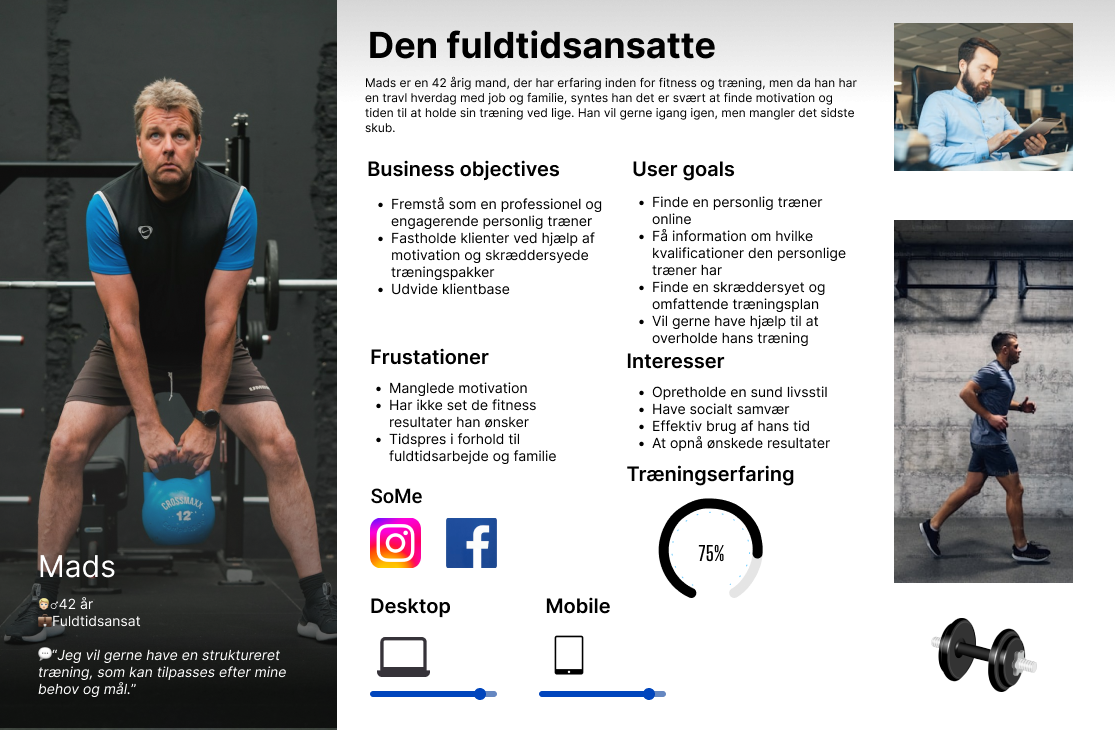 Den fuldtidsansatte
Mads er en 42 årig mand, der har erfaring inden for fitness og træning, men da han har
en travl hverdag med job og familie, syntes han det er svært at finde motivation og
tiden til at holde sin træning ved lige. Han vil gerne igang igen, men mangler det sidste
skub.
Business objectives
• Fremstå som en professionel og
engagerende personlig træner
• Fastholde klienter ved hjælp af
motivation og skræddersyede
træningspakker
• Udvide klientbase
User goals
• Finde en personlig træner
online
• Få information om hvilke
kvalificationer den personlige
træner har
• Finde en skræddersyet og
omfattende træningsplan
• Vil gerne have hjælp til at
overholde hans træning
Frustationer
• Manglede motivation
• Har ikke set de fitness
resultater han ønsker
• Tidspres i forhold til
fuldtidsarbejde og familie
Interesser
• Opretholde en sund livsstil
• Have socialt samvær
• Effektiv brug af hans tid
• At opnå ønskede resultater
SoMe
Træningserfaring
75%
Desktop
Mobile
CROSSMAXX
12
Mads
42 år
Fuldtidsansat
"Jeg vil gerne have en struktureret
træning, som kan tilpasses efter mine
behov og mål."